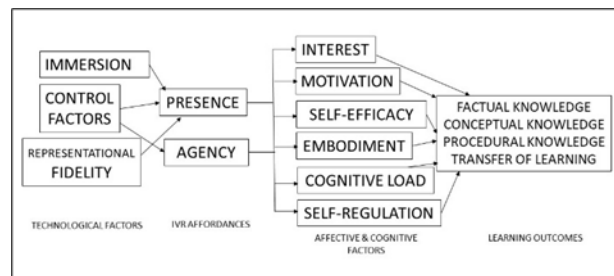 IMMERSION
CONTROL
FACTORS
REPRESENTATIONAL
FIDELITY
PRESENCE
AGENCY
INTEREST
MOTIVATION
SELF-EFFICACY
EMBODIMENT
COGNITIVE LOAD
SELF-REGULATION
FACTUAL KNOWLEDGE
CONCEPTUAL KNOWLEDGE
PROCEDURAL KNOWLEDGE
TRANSFER OF LEARNING
TECHNOLOGICAL FACTORS
IVR AFFORDANCES
AFFECTIVE & COGNITIVE
FACTORS
LEARNING OUTCOMES